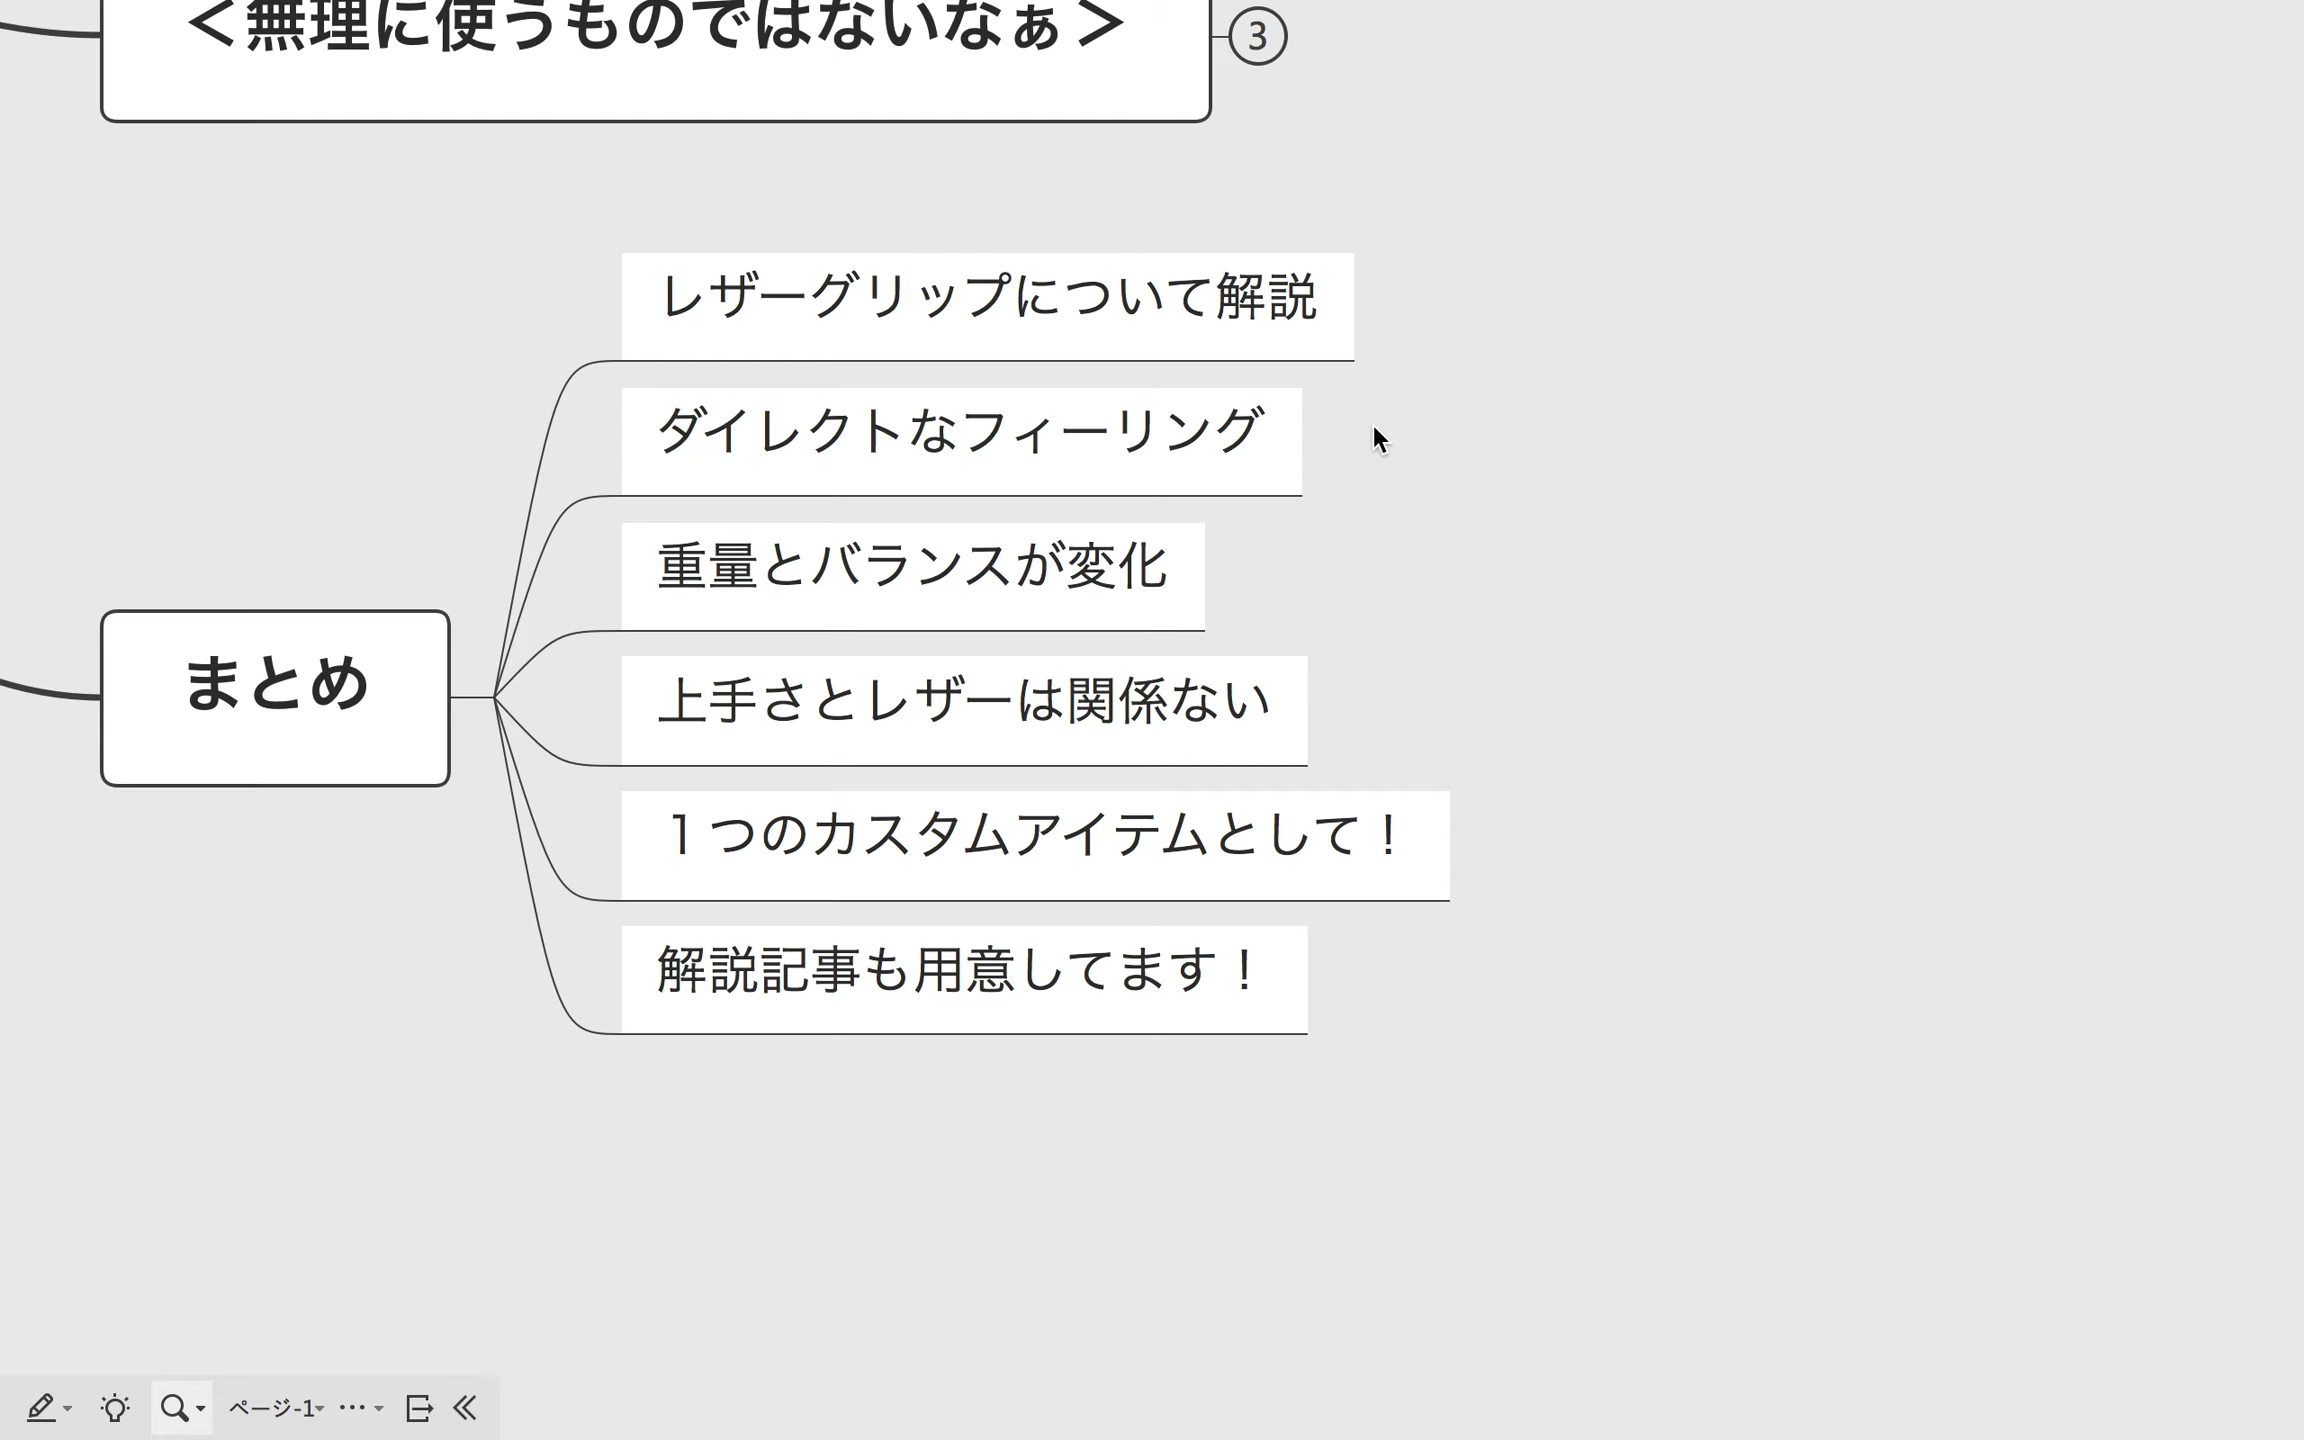 ＜無理に使うものではないなぁ＞
3
レザーグリップについて解説
ダイレクトなフィーリング
重量とバランスが変化
まとめ
上手さとレザーは関係ない
１つのカスタムアイテムとして！
解説記事も用意してます！
ページ-1